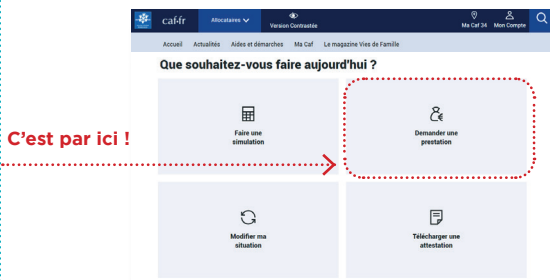 caf.fr
Allocataires
Version Contrastée
Ma Caf 34
Mon Compte
Accueil
Actualités
Aides et démarches
Ma Caf
Le magazine Vies de Famille
Que souhaitez-vous faire aujourd'hui ?
C'est par ici !
Faire une
simulation
Demander une
prestation
Modifier ma
situation
Télécharger une
attestation